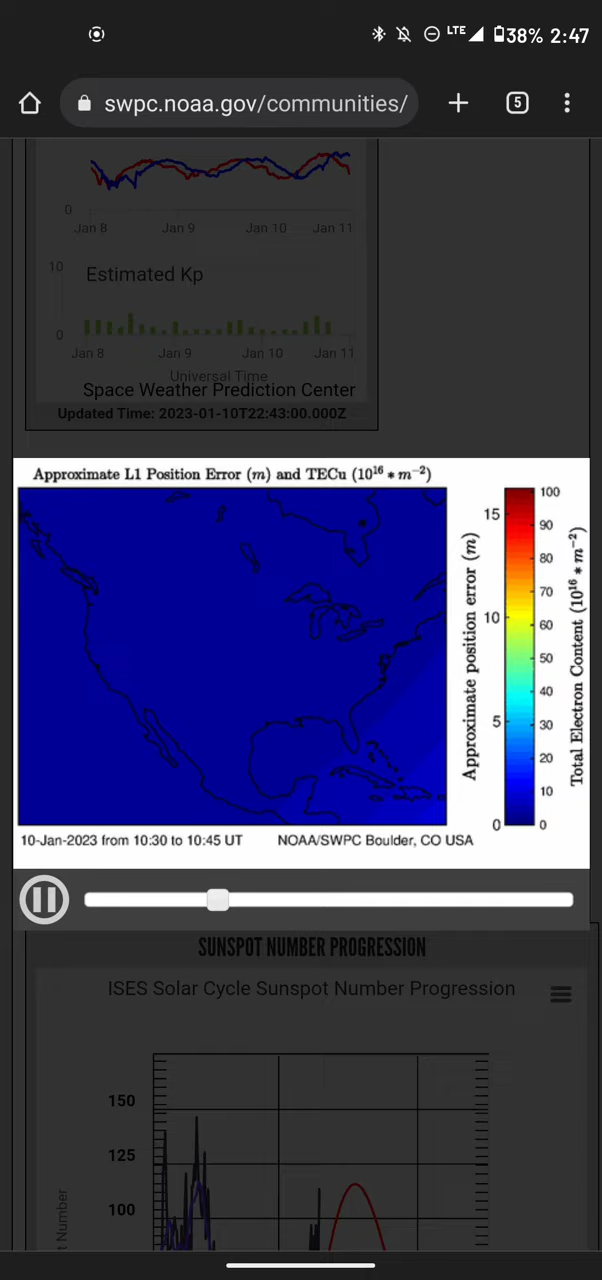 LTE 38% 2:47
swpc.noaa.gov/communities/
5
0
Jan 8 Jan 9 Jan 10 Jan 11
10
Estimated Kp
0
Jan 8 Jan 9 Jan 10 Jan 11
Universal Time
Space Weather Prediction Center
Updated Time: 2023-01-10T22:43:00.000Z
Approximate L1 Position Error (m) and TECu (10¹⁶ * m⁻²)
15
10
5
0
Approximate position error (m)
100
90
80
70
60
50
40
30
20
10
0
Total Electron Content (10¹⁶ * m⁻²)
10-Jan-2023 from 10:30 to 10:45 UT NOAA/SWPC Boulder, CO USA
SUNSPOT NUMBER PROGRESSION
ISES Solar Cycle Sunspot Number Progression
150
125
100
t Number